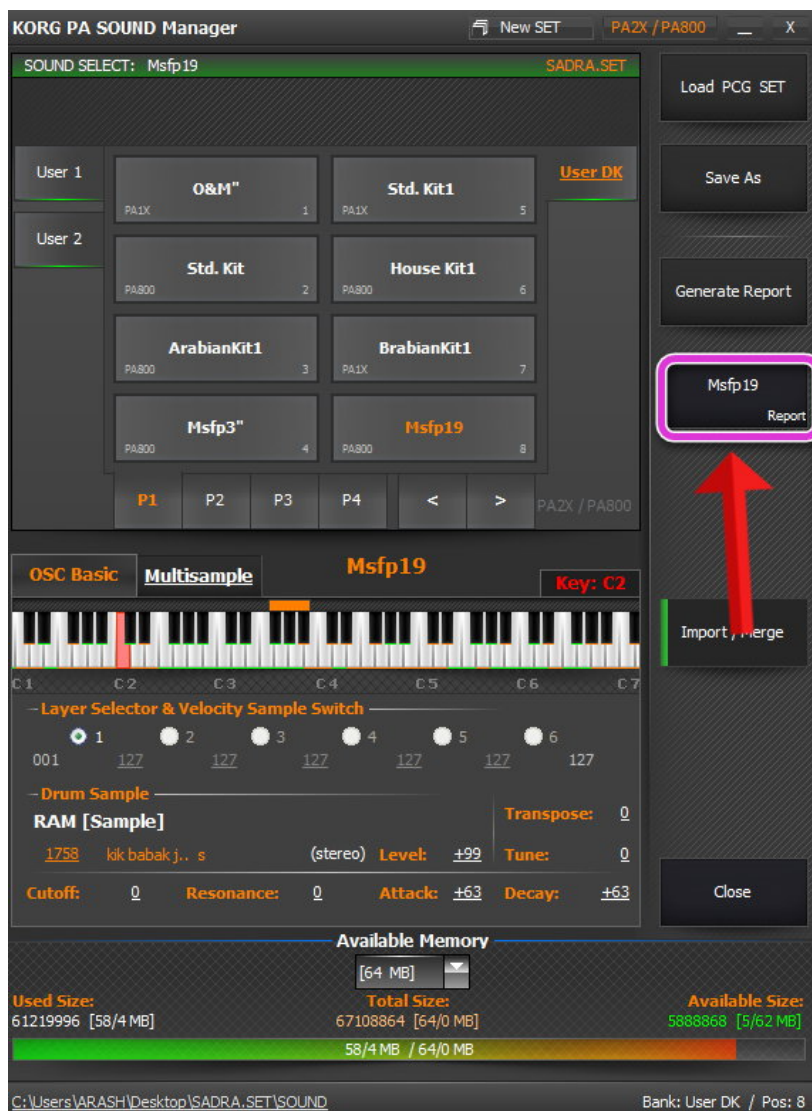 KORG PA SOUND Manager
New SET
PA2X / PA800
X
SOUND SELECT: Msfp19
SADRA.SET
Load PCG SET
User 1
User DK
Save As
O&M"
PA1X 1
Std. Kit1
PA1X 5
User 2
Std. Kit
PA800 2
House Kit1
PA800 6
Generate Report
ArabianKit1
PA800 3
BrabianKit1
PA1X 7
Msfp19
Report
Msfp3"
PA800 4
Msfp19
PA800 8
P1 P2 P3 P4 < > PA2X / PA800
OSC Basic Multisample Msfp19 Key: C2
Import / Merge
C1 C2 C3 C4 C5 C6 C7
Layer Selector & Velocity Sample Switch
1 2 3 4 5 6
001 127 127 127 127 127 127
Drum Sample
RAM [Sample]
Transpose: 0
1758 kik babak j.. s (stereo) Level: +99 Tune: 0
Cutoff: 0 Resonance: 0 Attack: +63 Decay: +63
Close
Available Memory
[64 MB]
Used Size: Total Size: Available Size:
61219996 [58/4 MB] 67108864 [64/0 MB] 5888868 [5/62 MB]
58/4 MB / 64/0 MB
C:\Users\ARASH\Desktop\SADRA.SET\SOUND
Bank: User DK / Pos: 8